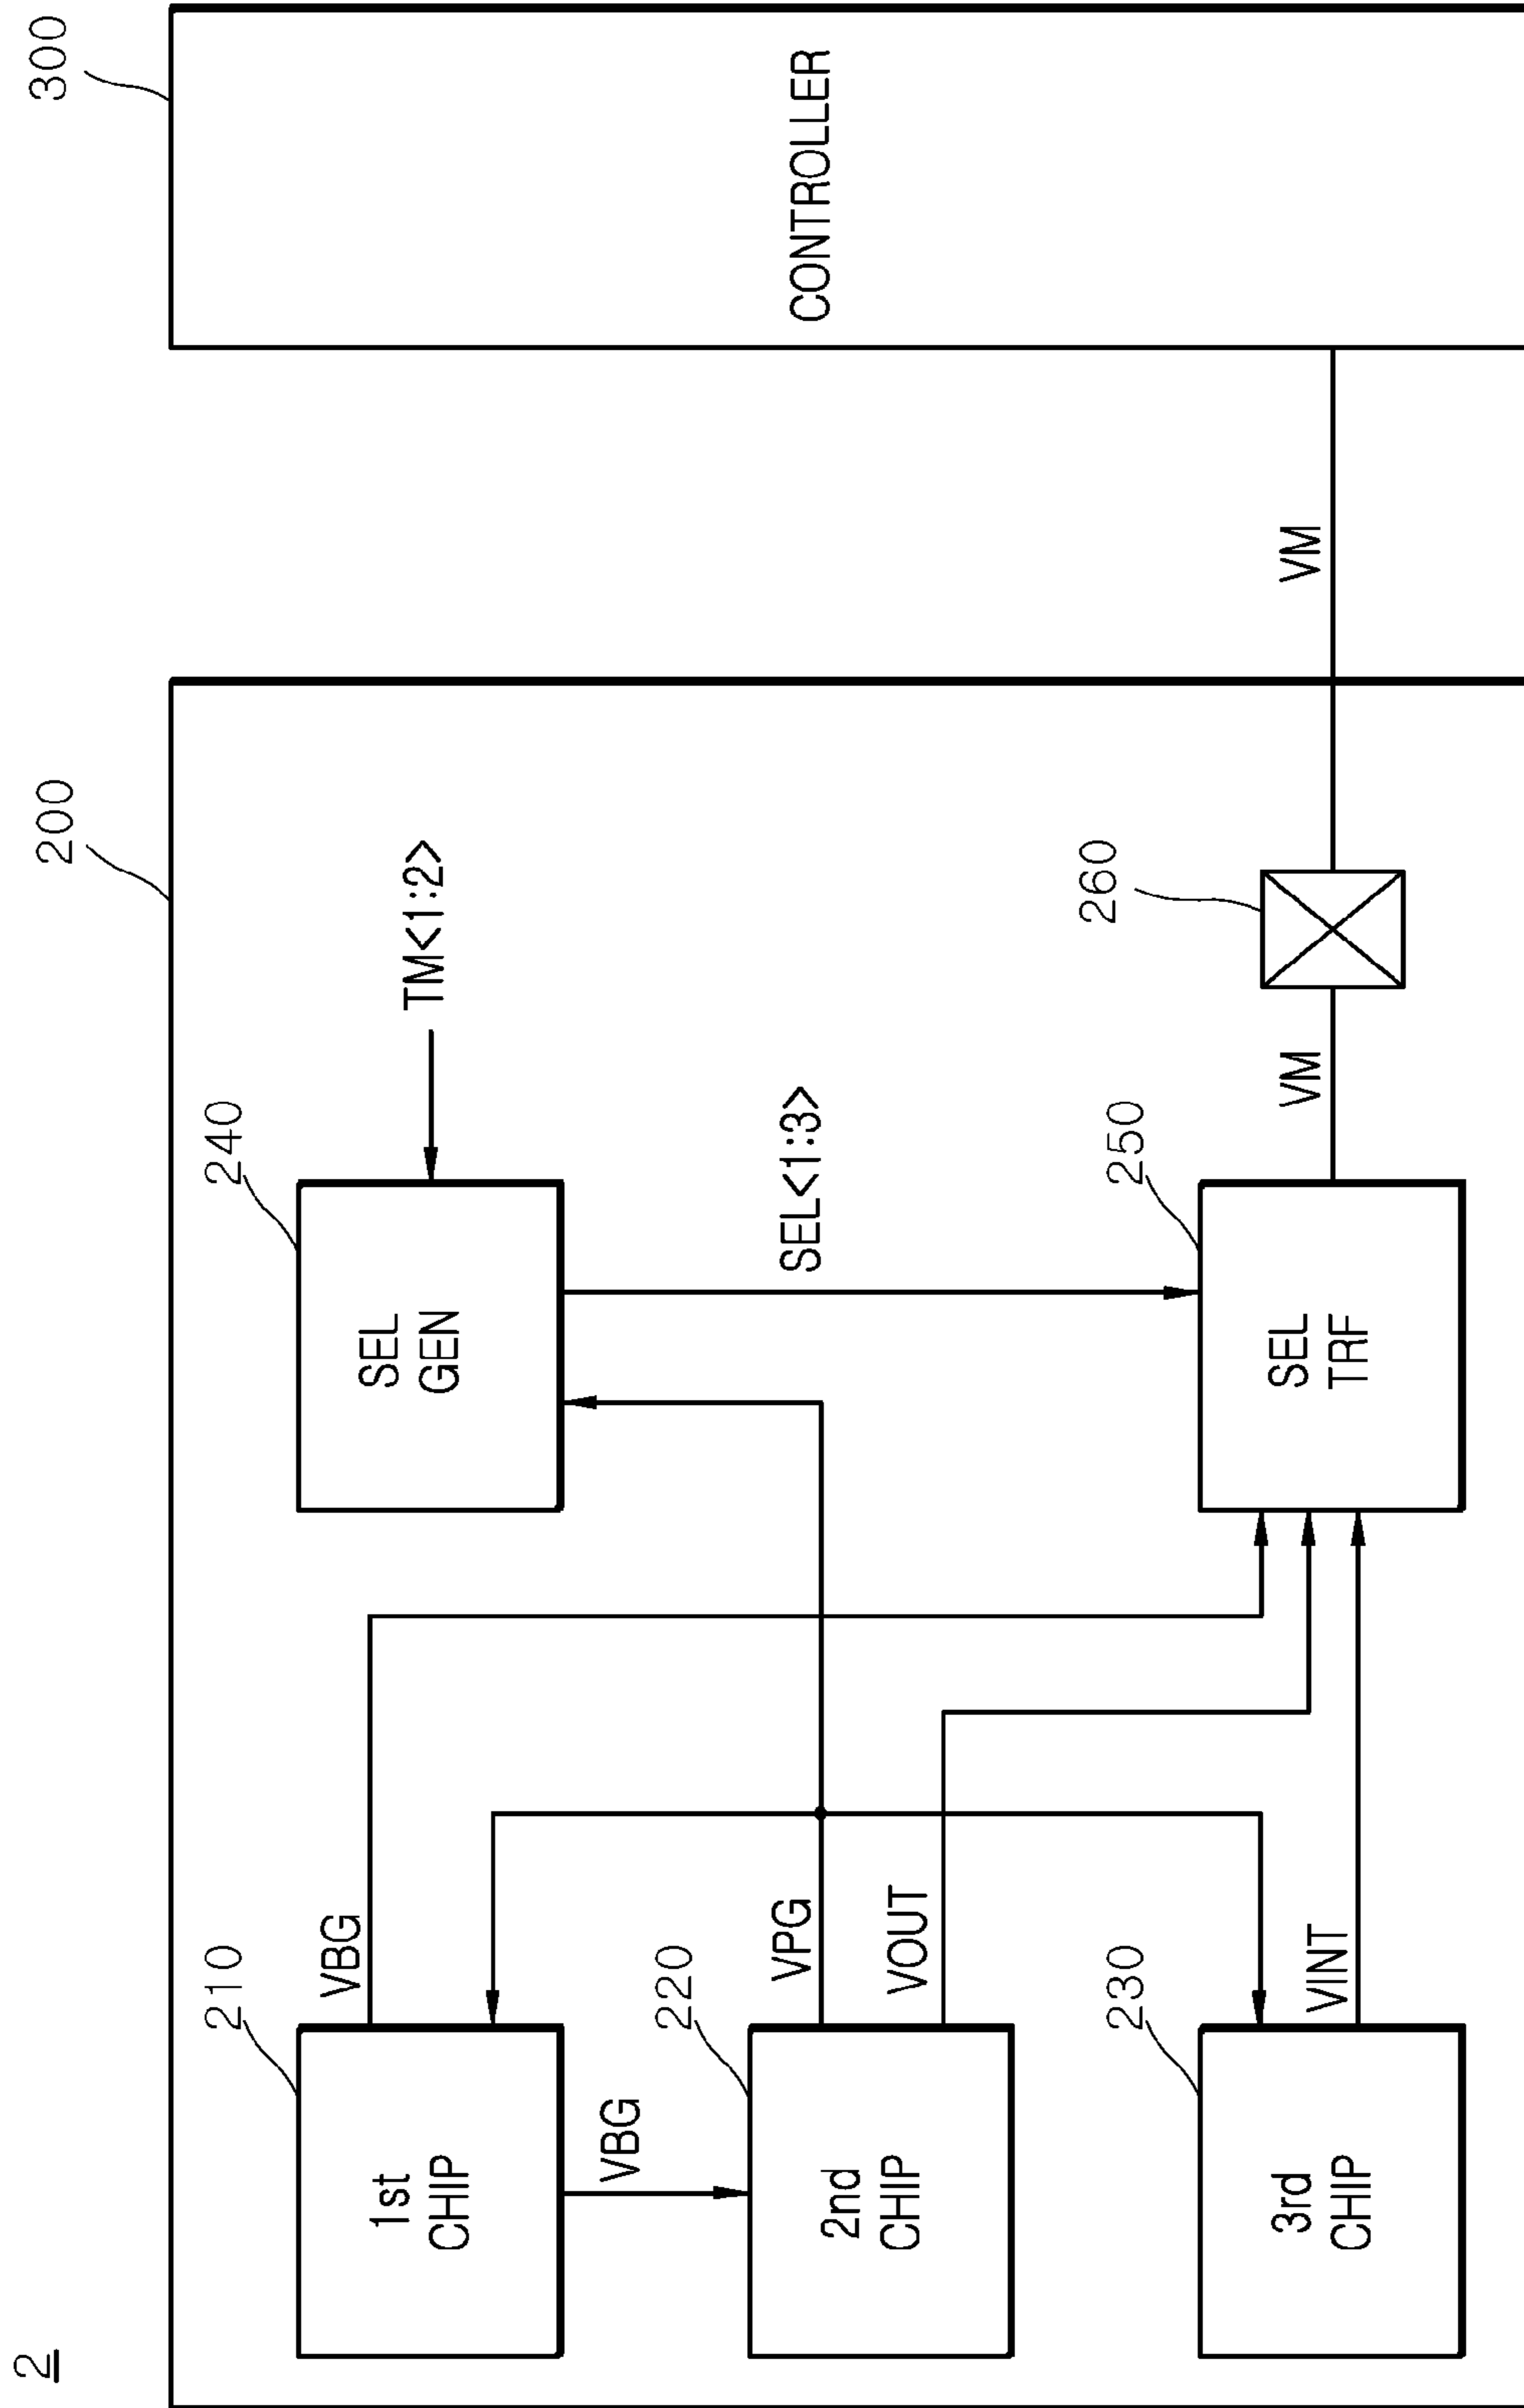 2
200
300
210
1st
CHIP
VBG
VBG
240
SEL
GEN
TM<1:2>
220
2nd
CHIP
VPG
VOUT
SEL<1:3>
CONTROLLER
230
3rd
CHIP
VINT
250
SEL
TRF
VM
260
VM